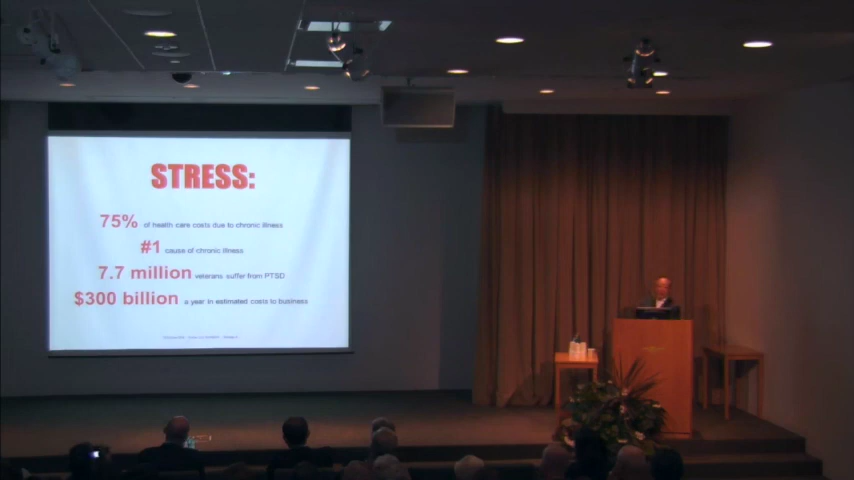 STRESS:
75% of health care costs due to chronic illness
#1 cause of chronic illness
7.7 million veterans suffer from PTSD
$300 billion a year in estimated costs to business